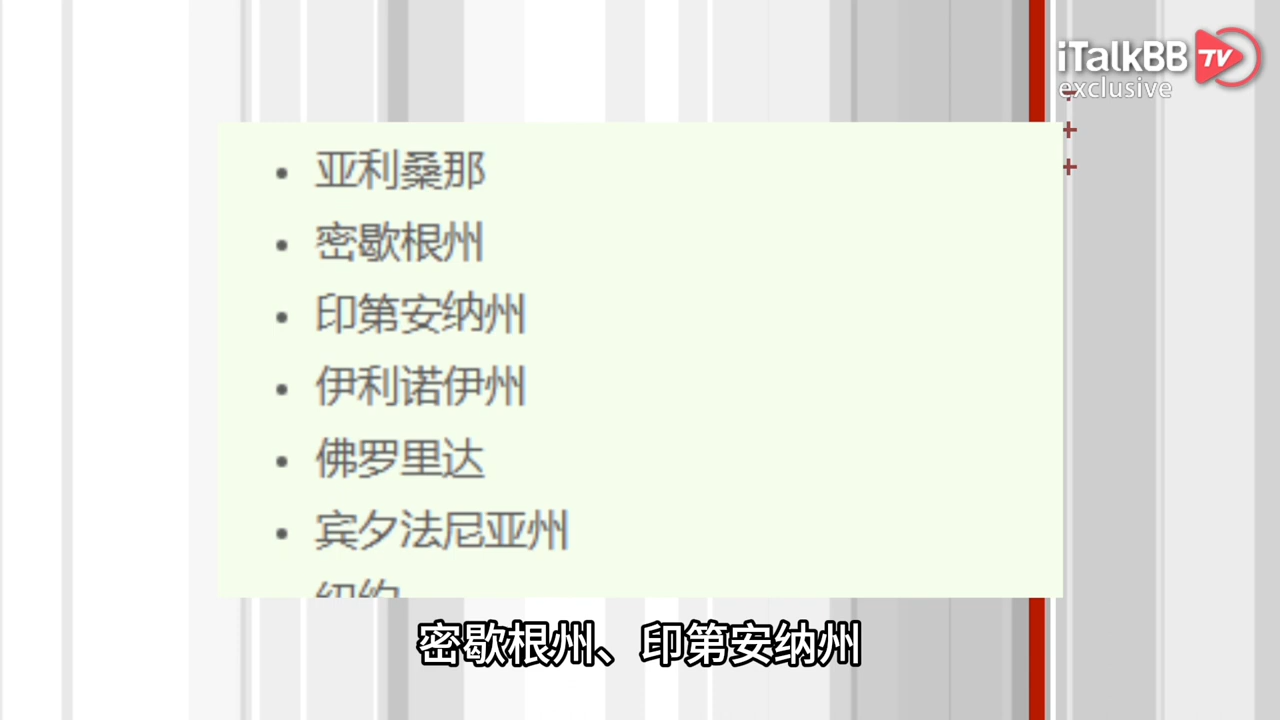 iTalkBB TV
exclusive
亚利桑那
密歇根州
印第安纳州
伊利诺伊州
佛罗里达
宾夕法尼亚州
密歇根州、印第安纳州